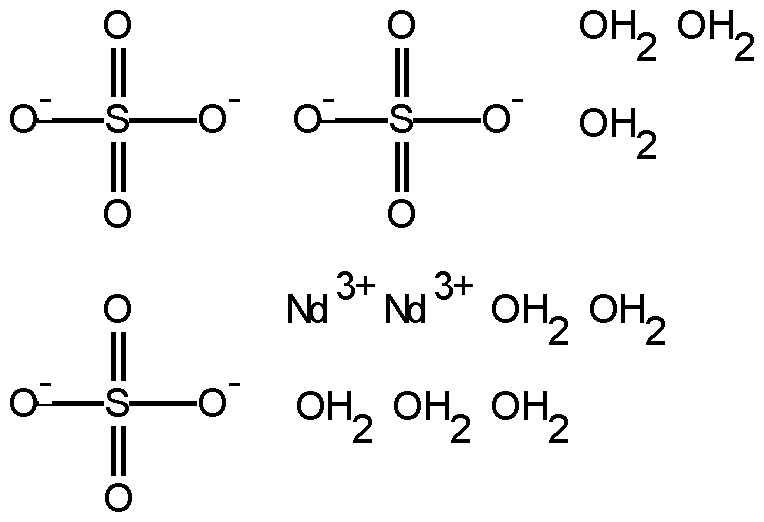 O O OH2 OH2
O- S O- O- S O- OH2
O O
O Nd3+ Nd3+ OH2 OH2
O- S O- OH2 OH2 OH2
O